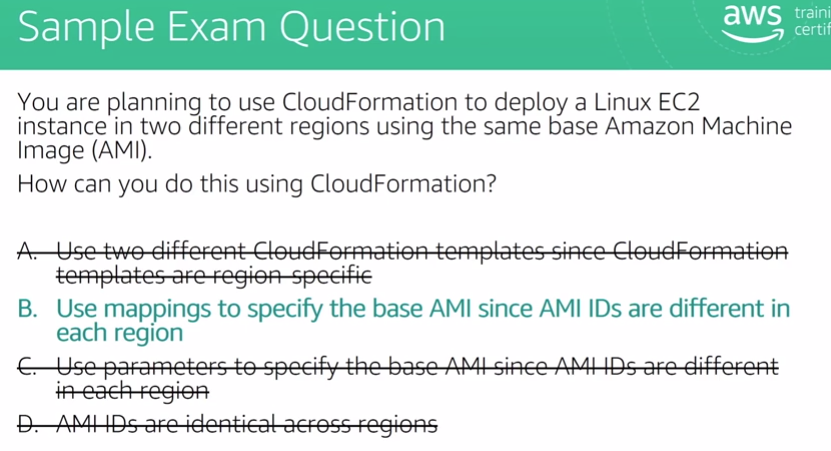 Sample Exam Question
aws
You are planning to use CloudFormation to deploy a Linux EC2
instance in two different regions using the same base Amazon Machine
Image (AMI).
How can you do this using CloudFormation?
A. Use two different CloudFormation templates since CloudFormation
templates are region-specific
B. Use mappings to specify the base AMI since AMI IDs are different in
each region
C. Use parameters to specify the base AMI since AMI IDs are different
in each region
D. AMI IDs are identical across regions